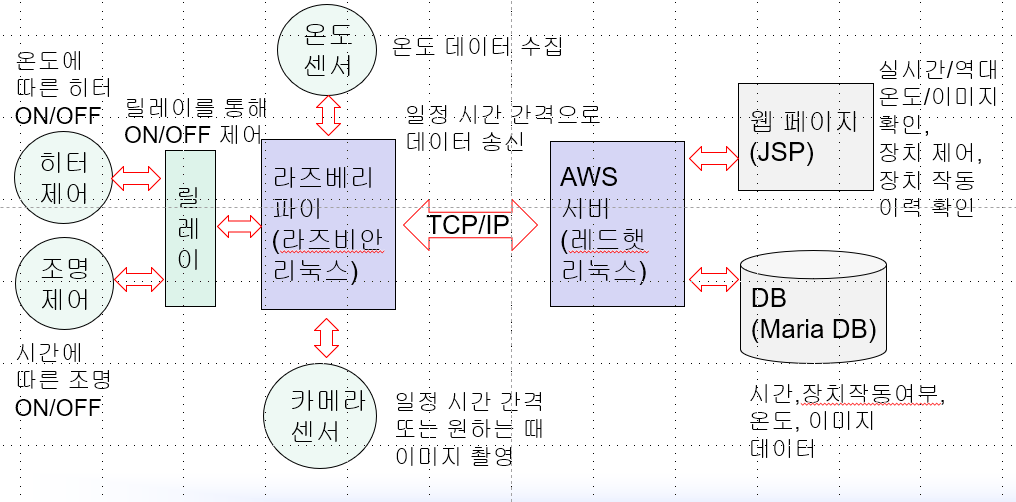 온도
센서
온도 데이터 수집
온도에
따른 히터
ON/OFF
릴레이를 통해
ON/OFF 제어
일정 시간 간격으로
데이터 송신
실시간/역대
온도/이미지
확인,
장치 제어,
장치 작동
이력 확인
웹 페이지
(JSP)
히터
제어
릴
레
이
라즈베리
파이
(라즈비안
리눅스)
TCP/IP
AWS
서버
(레드햇
리눅스)
조명
제어
DB
(Maria DB)
시간에
따른 조명
ON/OFF
카메라
센서
일정 시간 간격
또는 원하는 때
이미지 촬영
시간,장치작동여부,
온도, 이미지
데이터